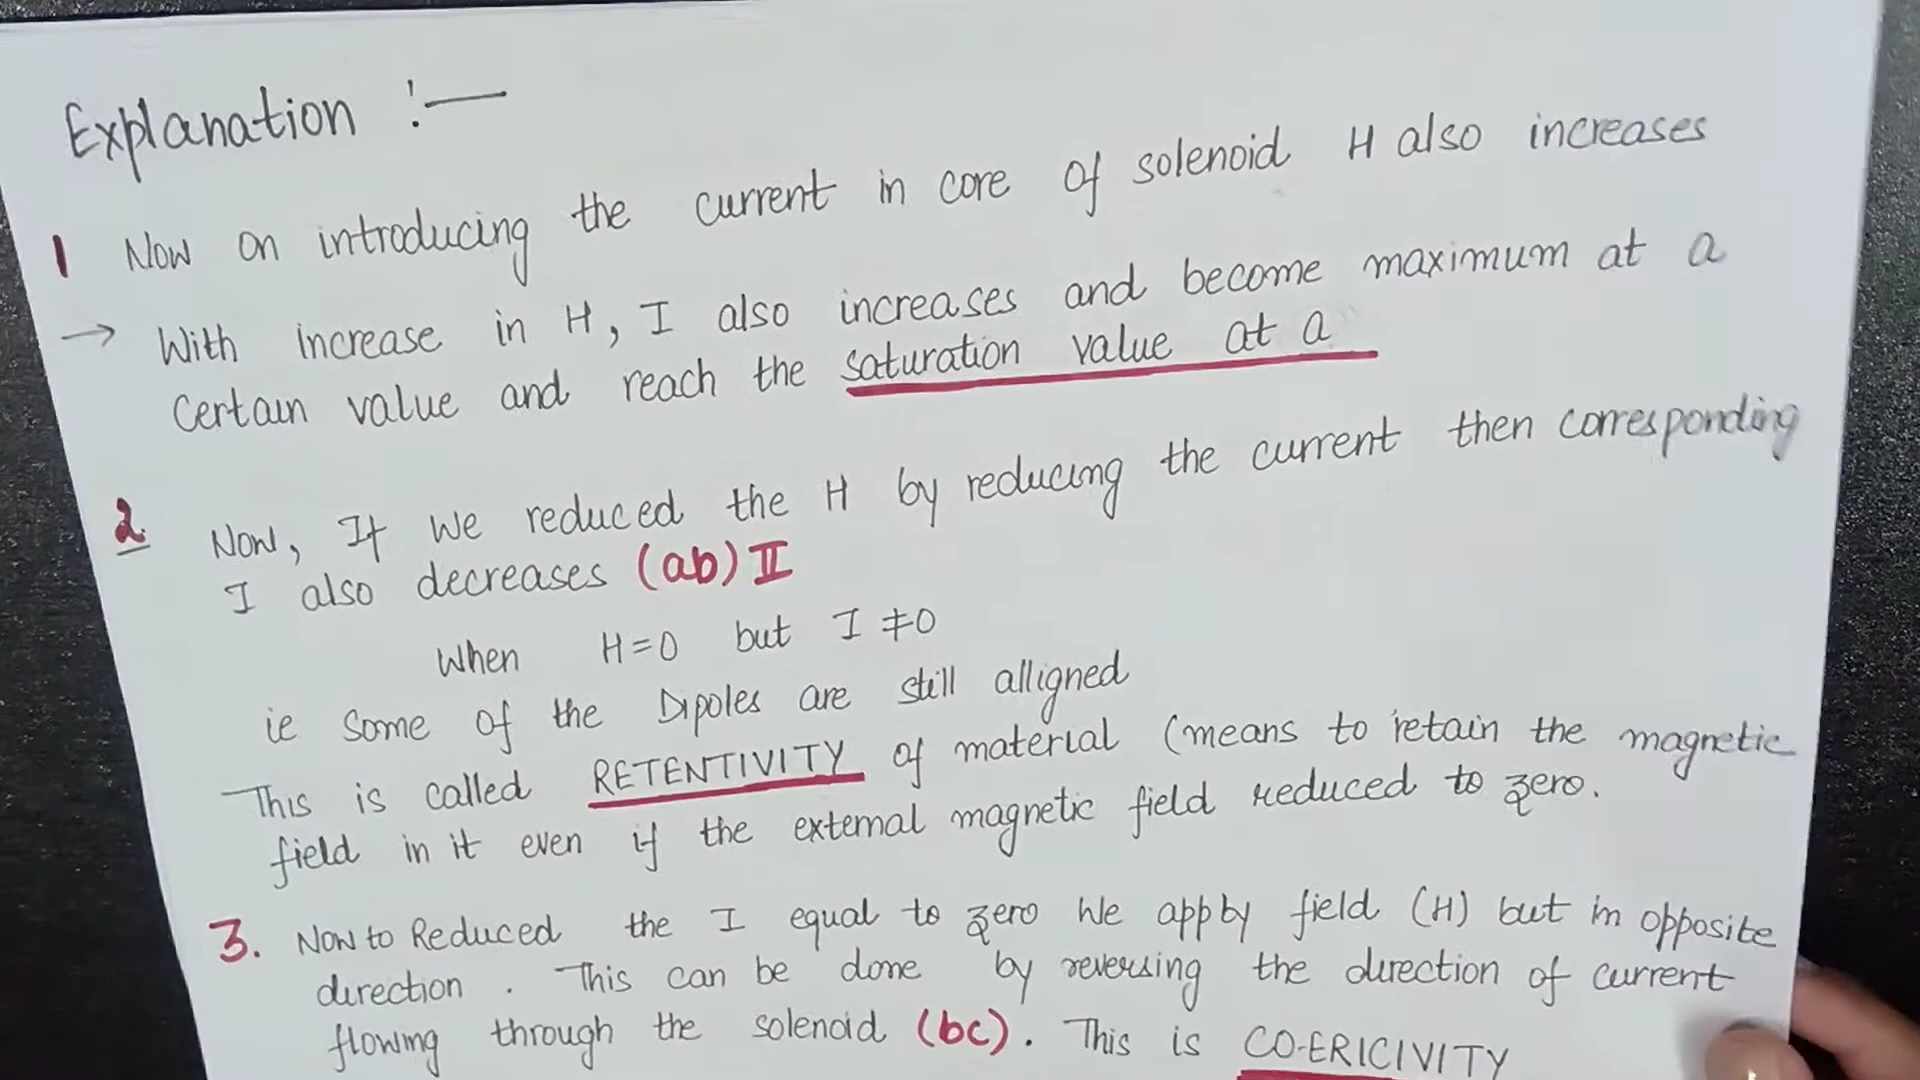 Explanation :—
1 Now on introducing the current in core of solenoid H also increases
→ With increase in H, I also increases and become maximum at a
Certain value and reach the saturation value at a
2. Now, If We reduced the H by reducing the current then corresponding
I also decreases (ab) II
When H=0 but I ≠0
ie Some of the Dipoles are still alligned
This is called RETENTIVITY of material (means to retain the magnetic
field in it even if the external magnetic field reduced to zero.
3. Now to Reduced the I equal to zero We apply field (H) but in opposite
direction. This can be done by reversing the direction of current
flowing through the solenoid (bc). This is CO-ERICIVITY